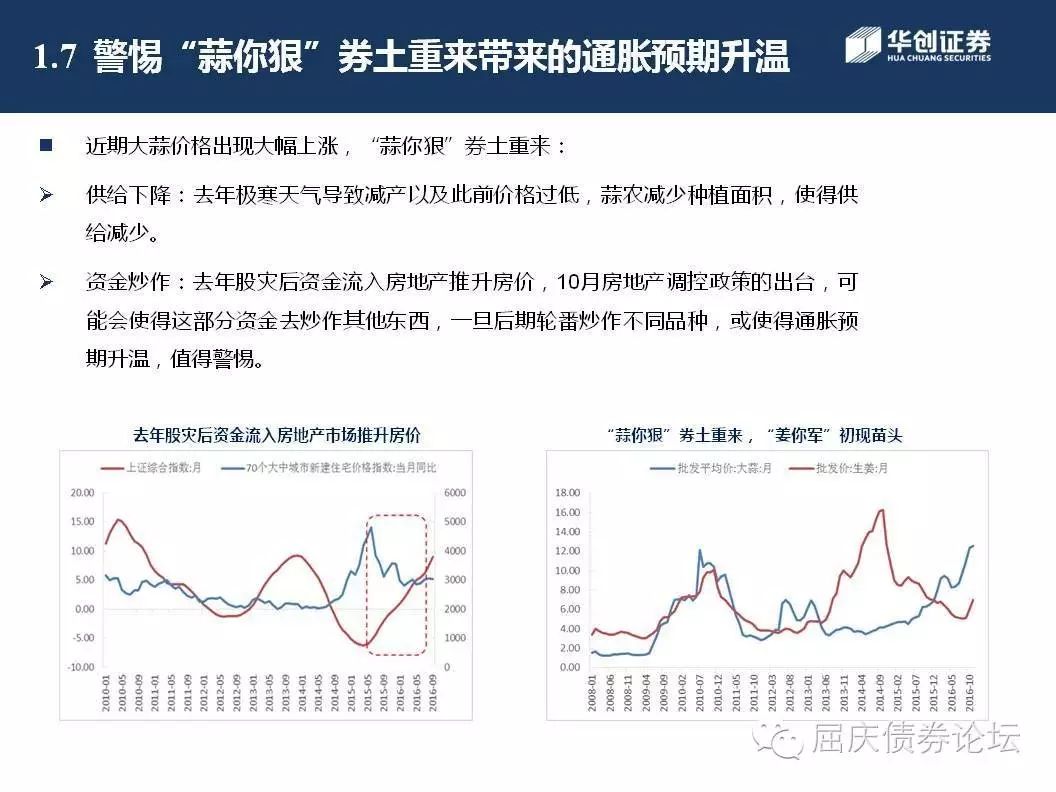 1.7 警惕“蒜你狠”券土重来带来的通胀预期升温
华创证券
HUA CHUANG SECURITIES
近期大蒜价格出现大幅上涨，“蒜你狠”券土重来：
供给下降：去年极寒天气导致减产以及此前价格过低，蒜农减少种植面积，使得供
给减少。
资金炒作：去年股灾后资金流入房地产推升房价，10月房地产调控政策的出台，可
能会使得这部分资金去炒作其他东西，一旦后期轮番炒作不同品种，或使得通胀预
期升温，值得警惕。
去年股灾后资金流入房地产市场推升房价
上证综合指数:月 70个大中城市新建住宅价格指数:当月同比
20.00 6000
15.00 5000
10.00 4000
5.00 3000
0.00 2000
-5.00 1000
-10.00 0
2010-01 2010-05 2010-09 2011-01 2011-05 2011-09 2012-01 2012-05 2012-09 2013-01 2013-05 2013-09 2014-01 2014-05 2014-09 2015-01 2015-05 2015-09 2016-01 2016-05 2016-09
“蒜你狠”券土重来，“姜你军”初现苗头
批发平均价:大蒜:月 批发价:生姜:月
18.00
16.00
14.00
12.00
10.00
8.00
6.00
4.00
2.00
0.00
2008-01 2008-06 2008-11 2009-04 2009-09 2010-02 2010-07 2010-12 2011-05 2011-10 2012-03 2012-08 2013-01 2013-06 2013-11 2014-04 2014-09 2015-02 2015-07 2015-12 2016-05 2016-10
屈庆债券论坛